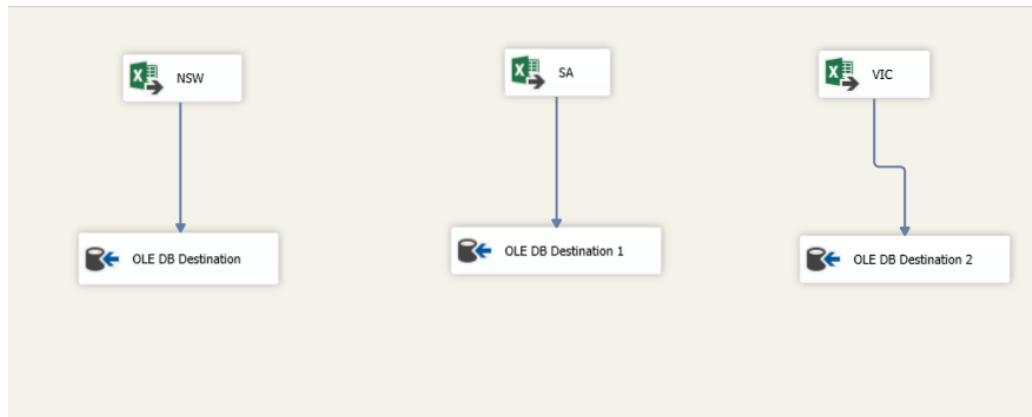 NSW
SA
VIC
OLE DB Destination
OLE DB Destination 1
OLE DB Destination 2